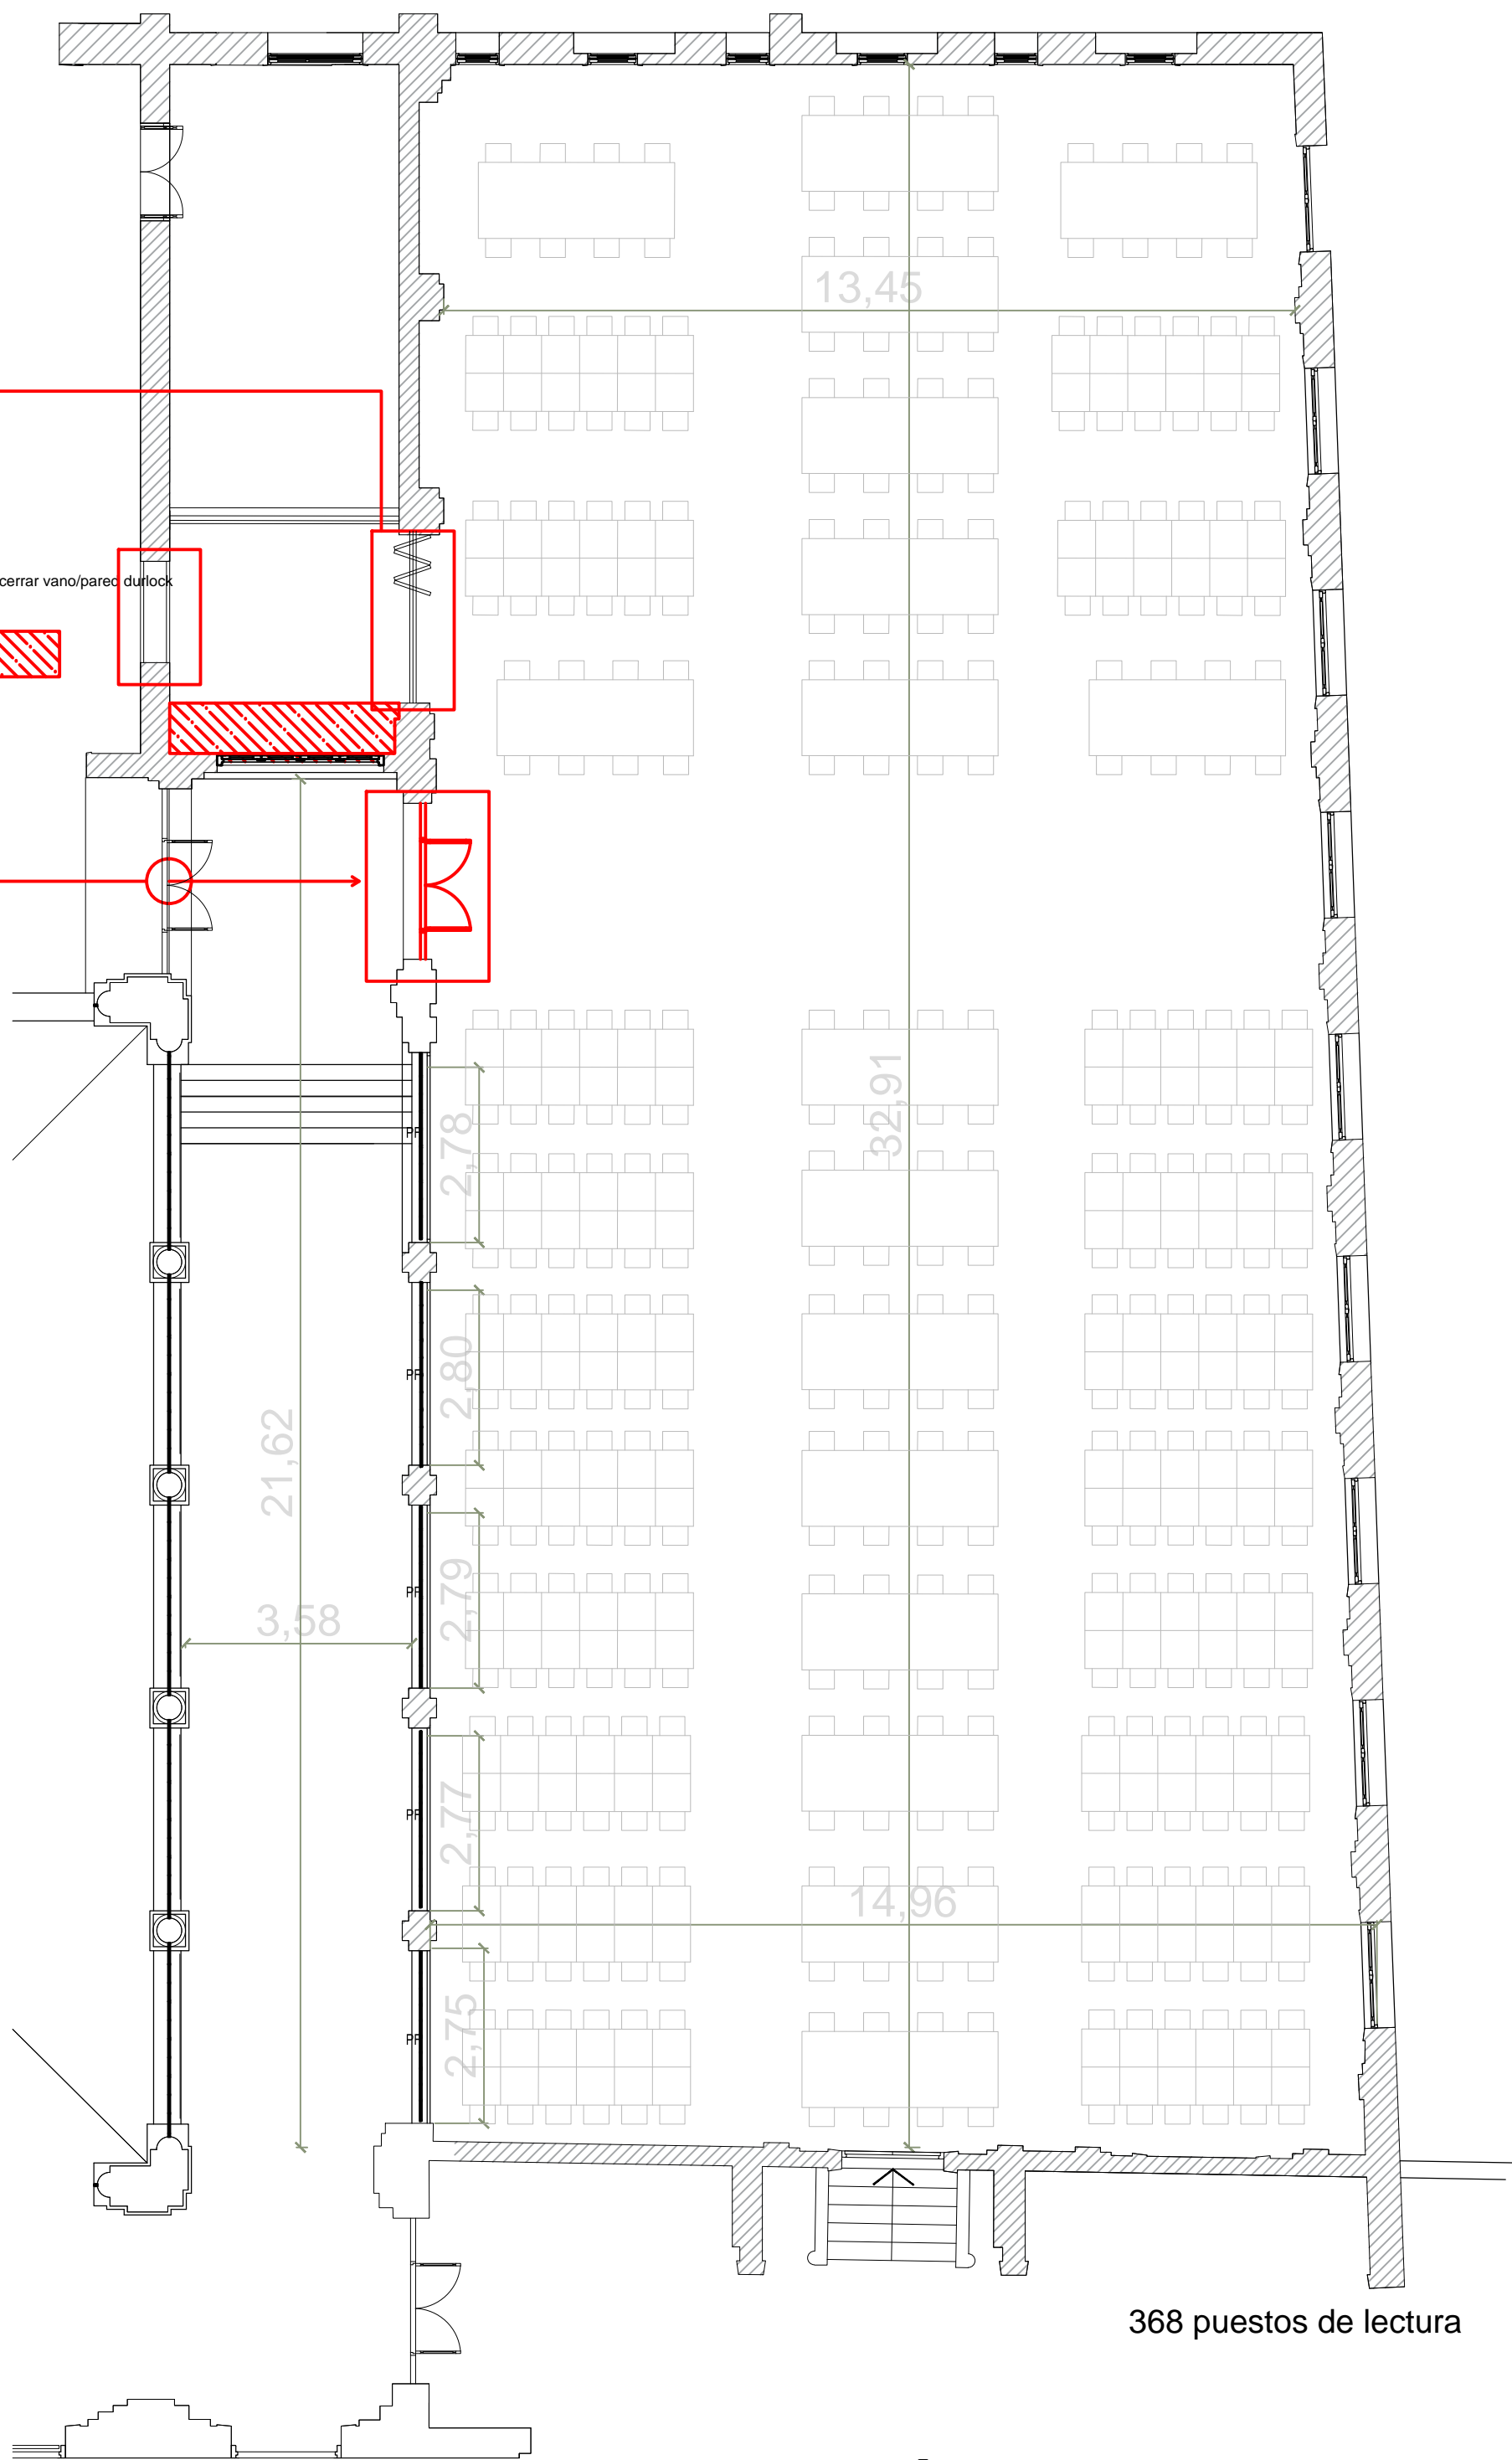 13,45
cerrar vano/pared durlock
32,91
2,78
PF
2,80
PF
21,62
2,79
PF
3,58
2,77
PF
14,96
2,75
PF
368 puestos de lectura